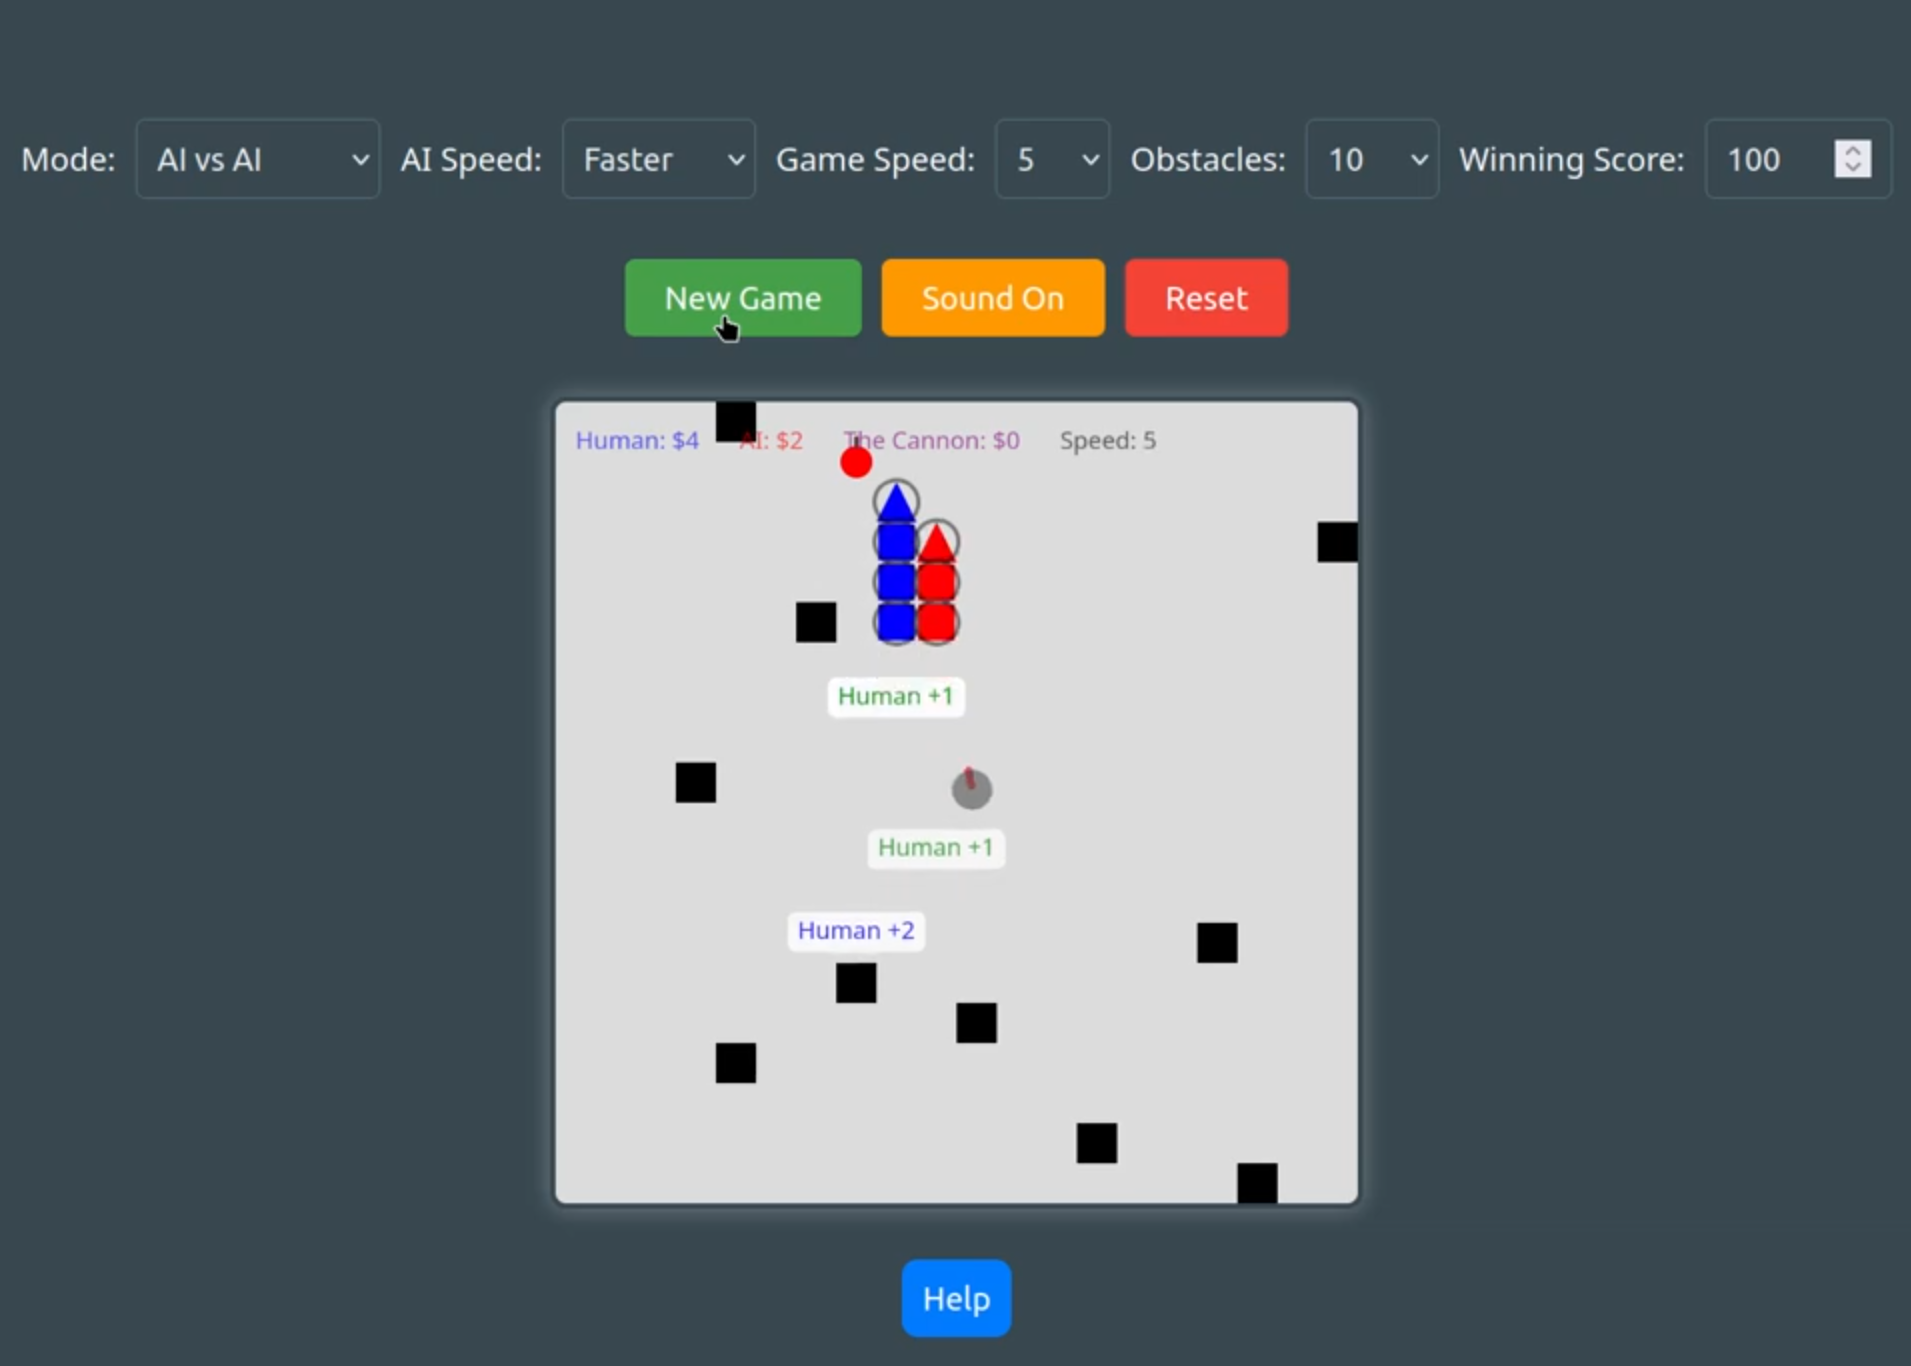 Mode: AI vs AI AI Speed: Faster Game Speed: 5 Obstacles: 10 Winning Score: 100
New Game Sound On Reset
Human: $4 AI: $2 The Cannon: $0 Speed: 5
Human +1
Human +1
Human +2
Help